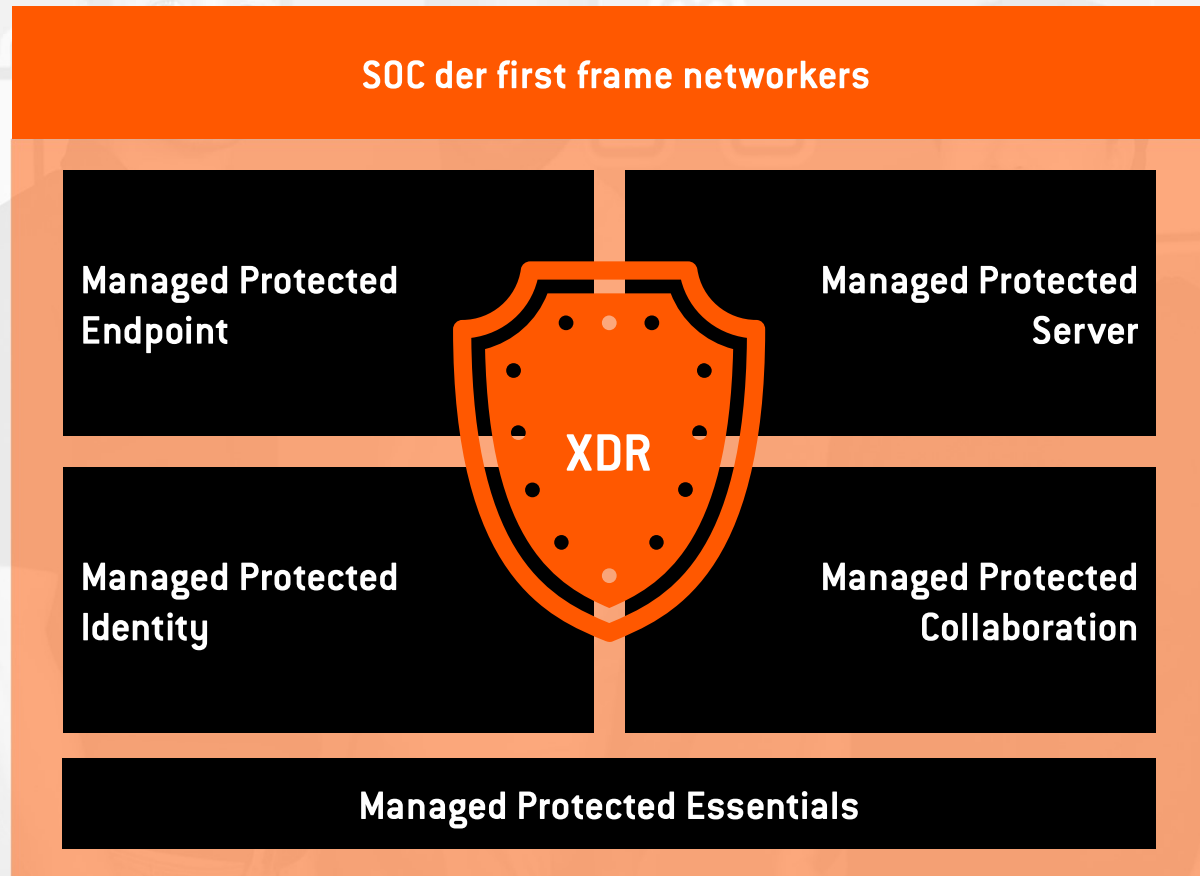 SOC der first frame networkers
Managed Protected
Endpoint
Managed Protected
Server
XDR
Managed Protected
Identity
Managed Protected
Collaboration
Managed Protected Essentials